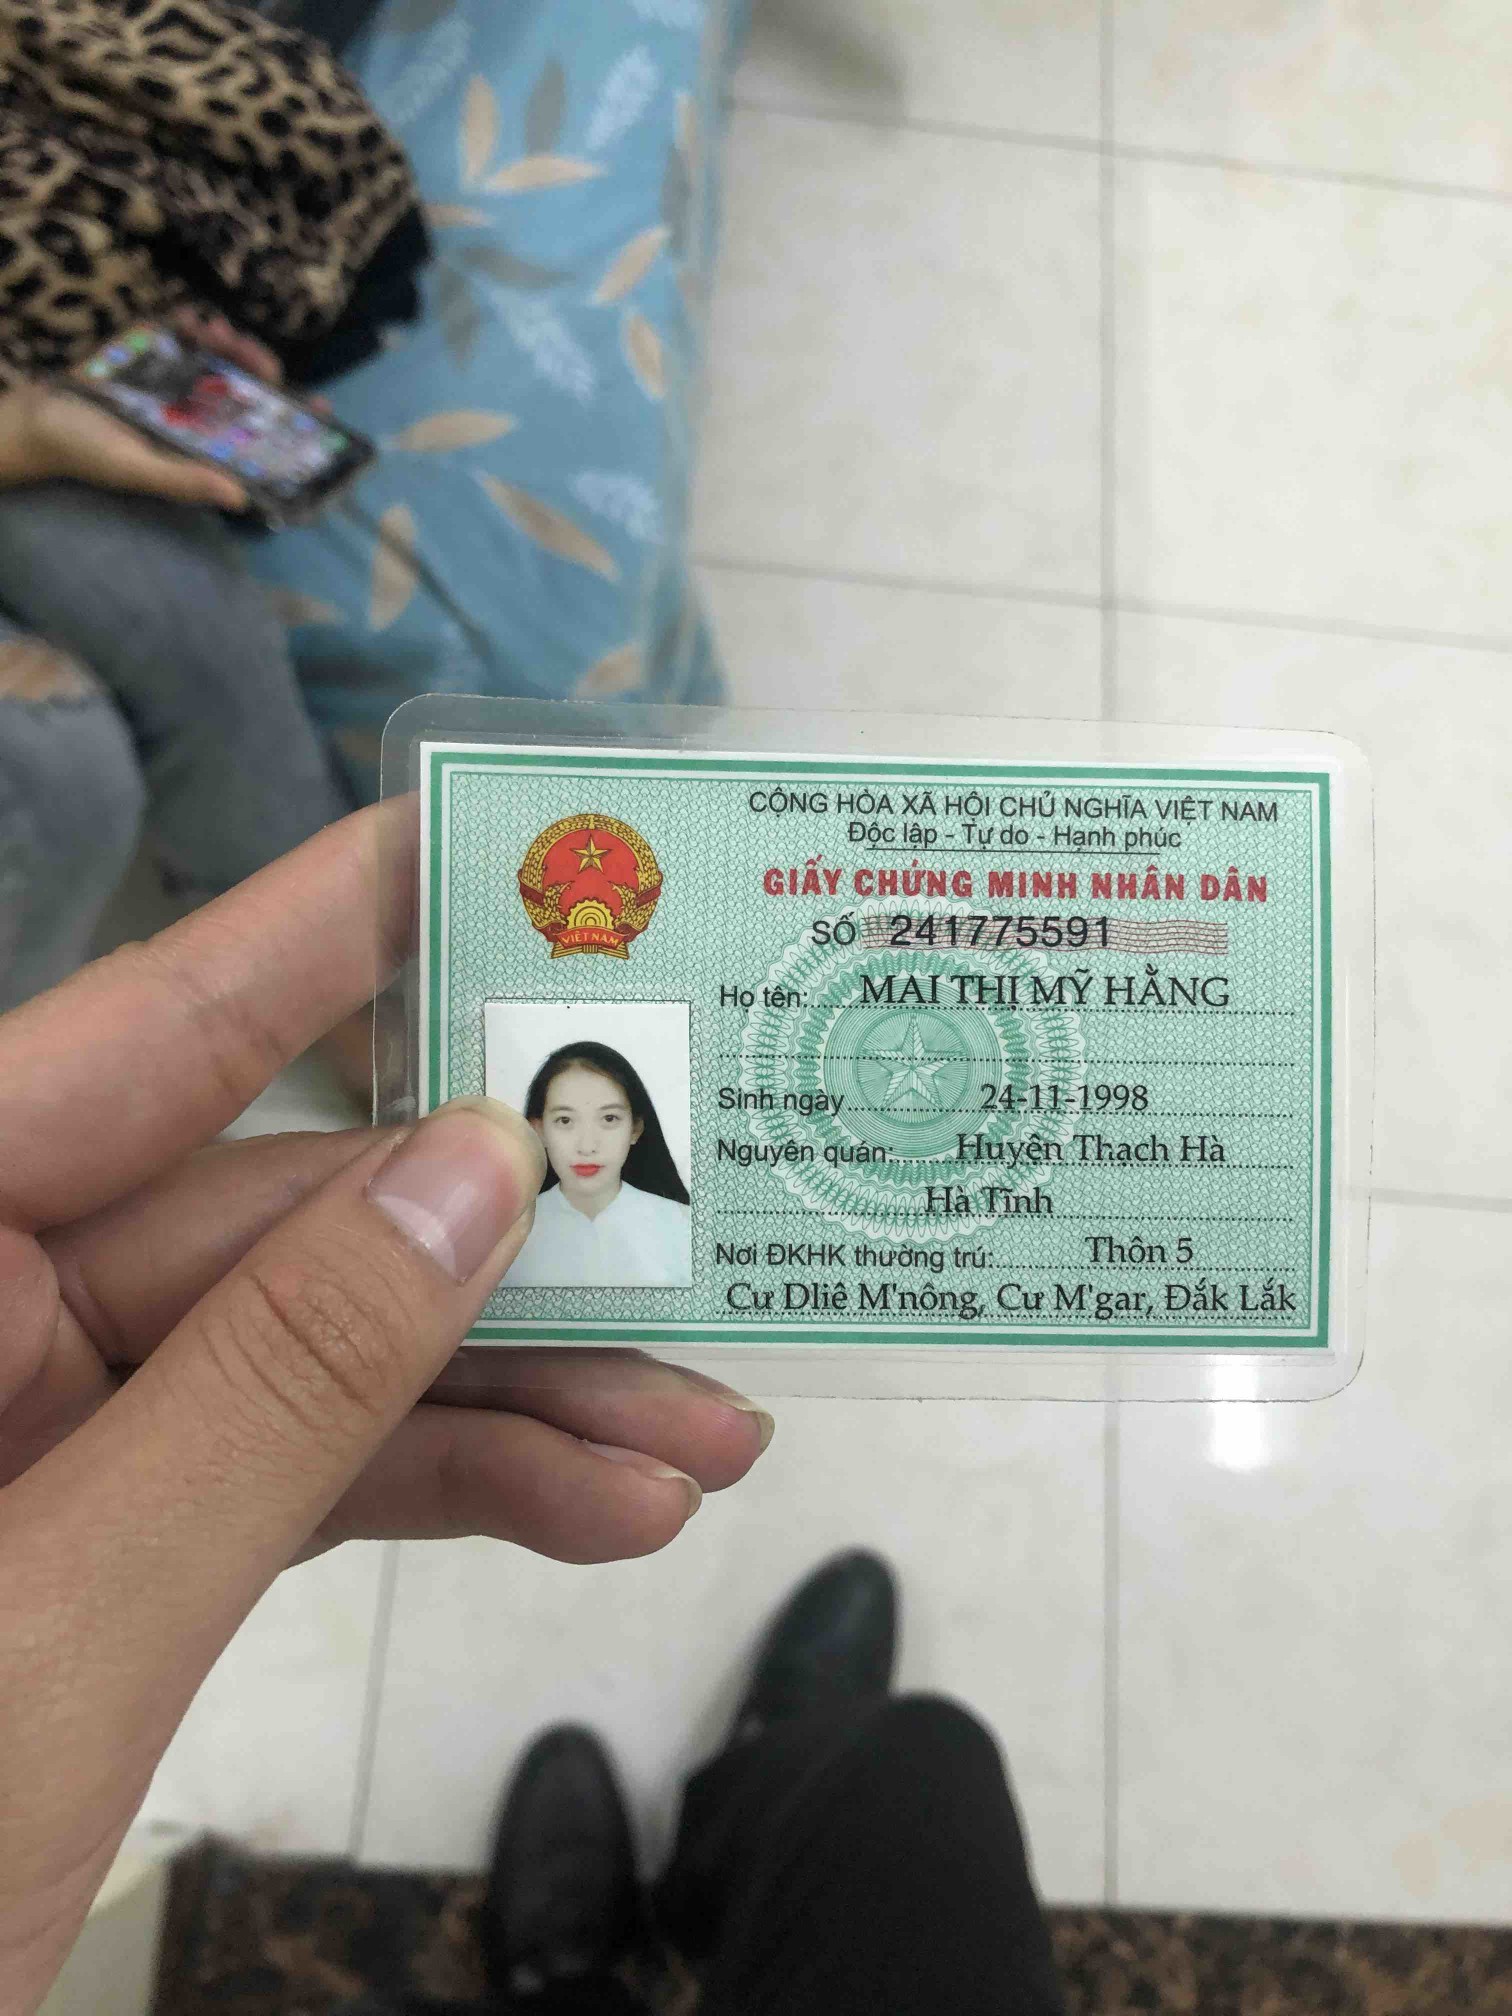 CỘNG HÒA XÃ HỘI CHỦ NGHĨA VIỆT NAM
Độc lập - Tự do - Hạnh phúc
GIẤY CHỨNG MINH NHÂN DÂN
SỐ 241775591
VIỆT NAM
Họ tên: MAI THỊ MỸ HẰNG
Sinh ngày 24-11-1998
Nguyên quán: Huyện Thạch Hà
Hà Tĩnh
Nơi ĐKHK thường trú: Thôn 5
Cư Dliê M'nông, Cư M'gar, Đắk Lắk